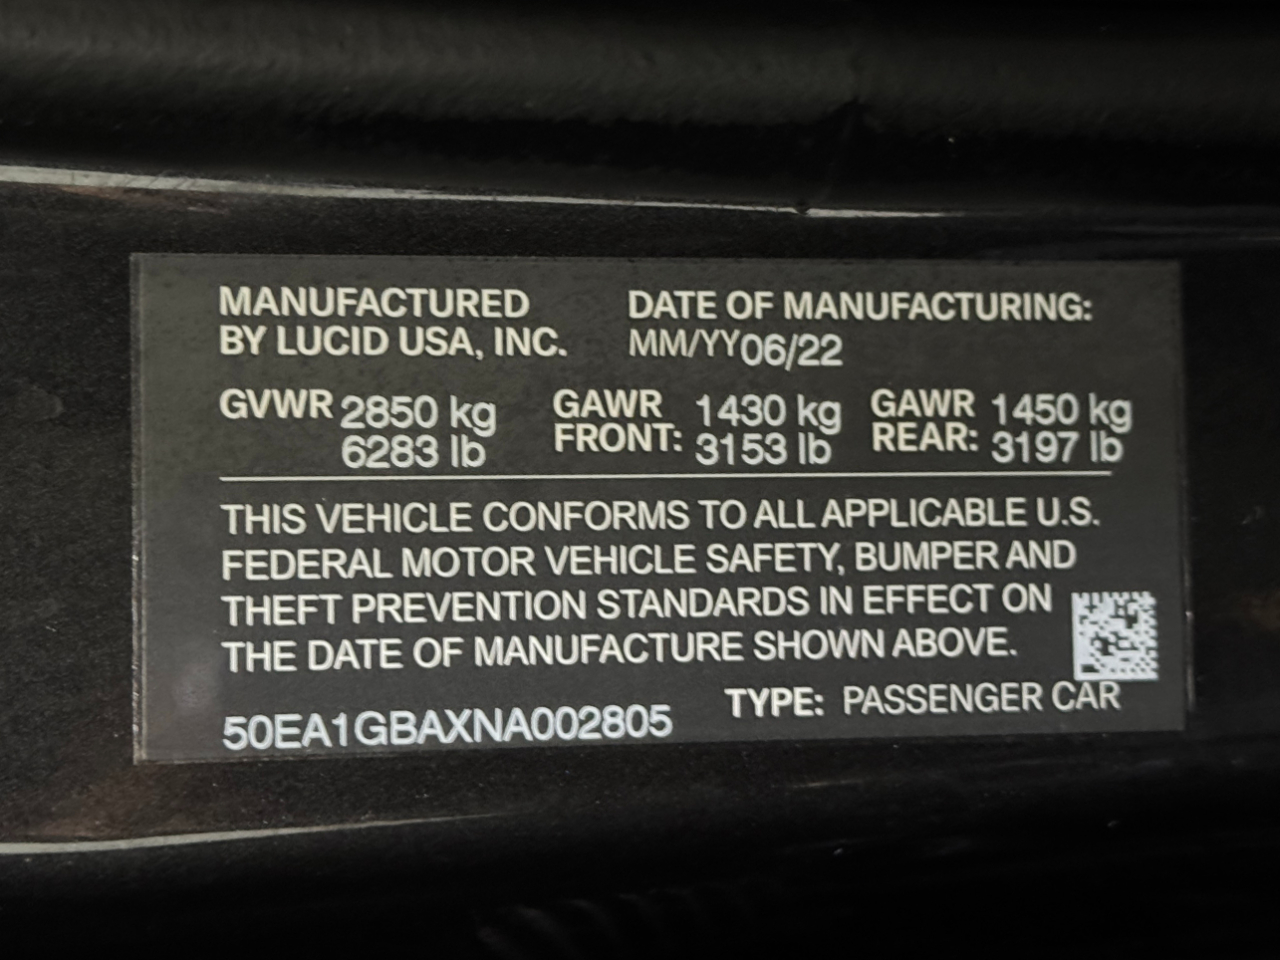 MANUFACTURED
BY LUCID USA, INC.
DATE OF MANUFACTURING:
MM/YY 06/22
GVWR 2850 kg
6283 lb
GAWR FRONT: 1430 kg
3153 lb
GAWR REAR: 1450 kg
3197 lb
THIS VEHICLE CONFORMS TO ALL APPLICABLE U.S.
FEDERAL MOTOR VEHICLE SAFETY, BUMPER AND
THEFT PREVENTION STANDARDS IN EFFECT ON
THE DATE OF MANUFACTURE SHOWN ABOVE.
50EA1GBAXNA002805
TYPE: PASSENGER CAR